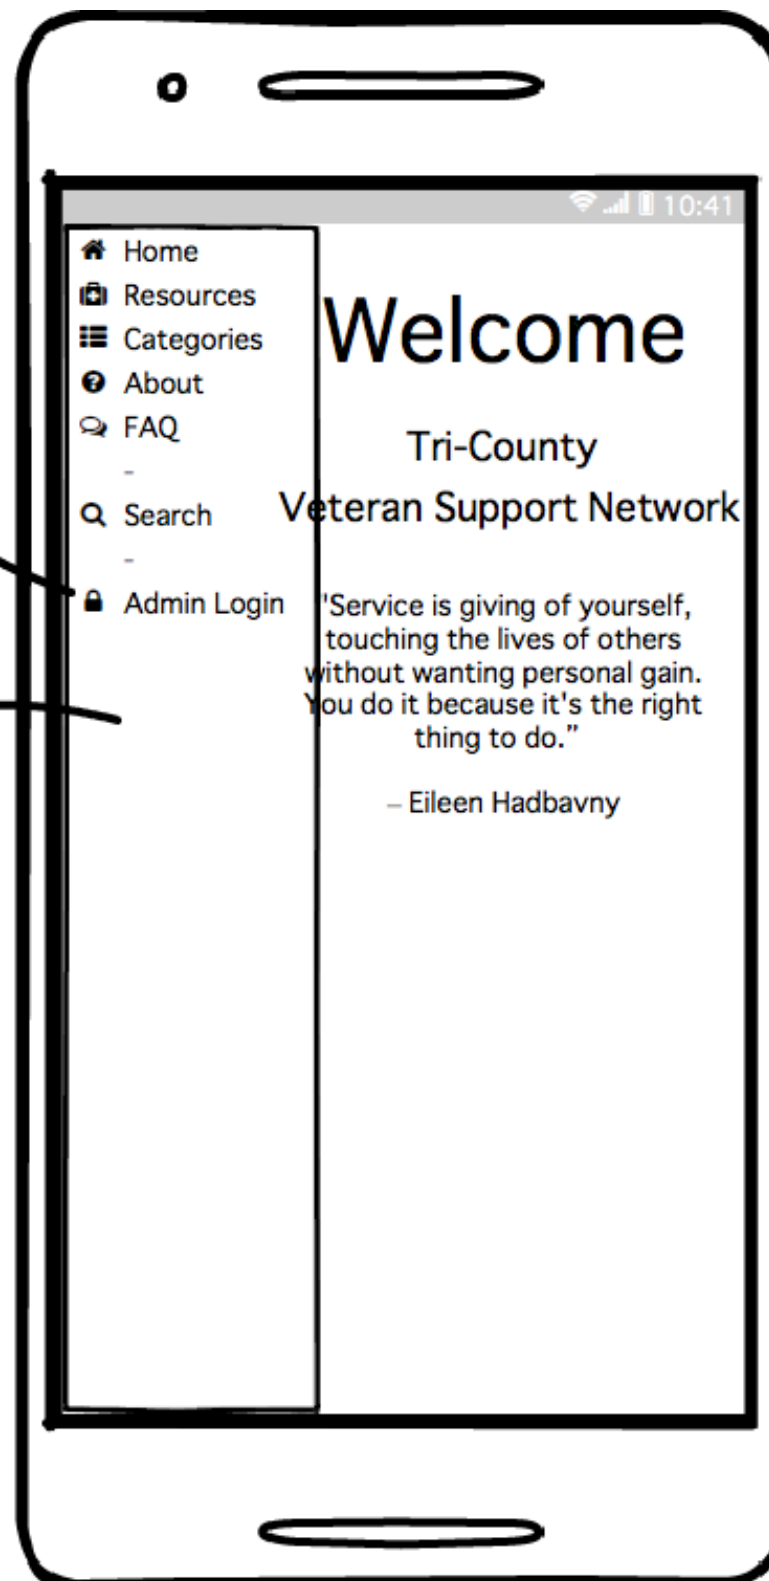 10:41
Home
Resources
Categories
About
FAQ
-
Search
-
Admin Login
Welcome
Tri-County
Veteran Support Network
"Service is giving of yourself,
touching the lives of others
without wanting personal gain.
You do it because it's the right
thing to do.”
– Eileen Hadbavny